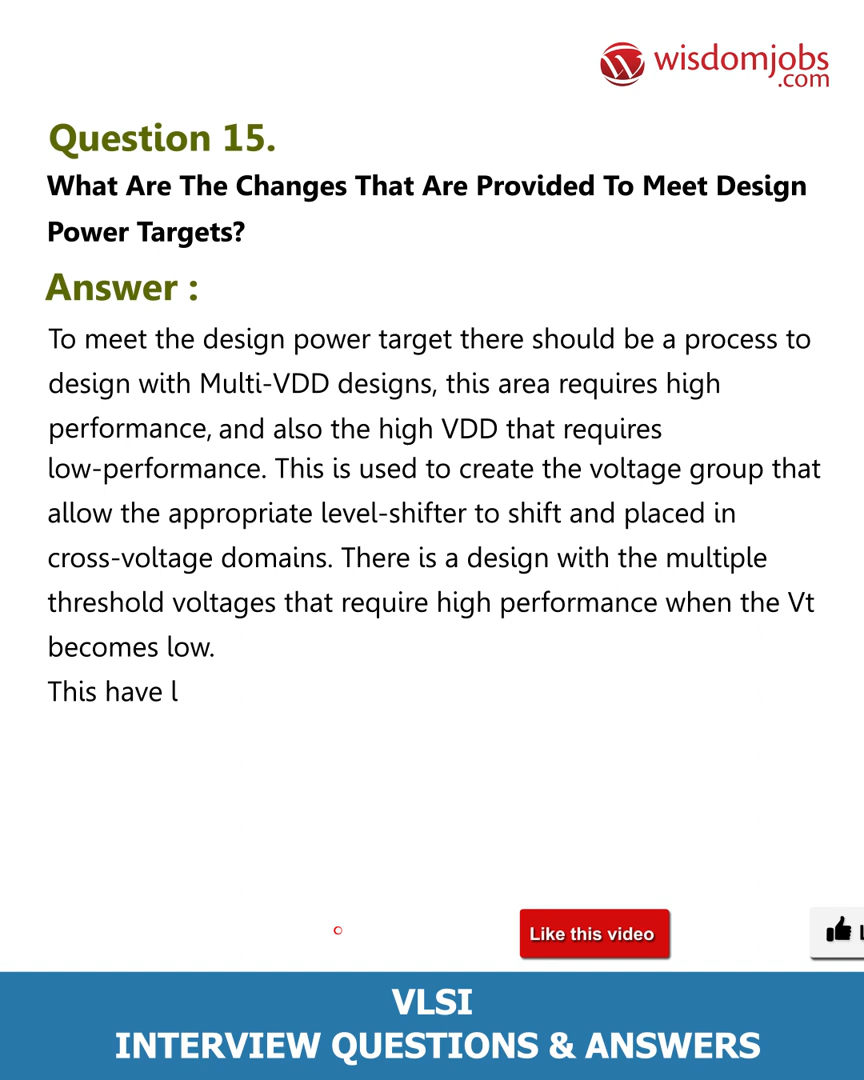 wisdomjobs
.com
Question 15.
What Are The Changes That Are Provided To Meet Design
Power Targets?
Answer :
To meet the design power target there should be a process to
design with Multi-VDD designs, this area requires high
performance, and also the high VDD that requires
low-performance. This is used to create the voltage group that
allow the appropriate level-shifter to shift and placed in
cross-voltage domains. There is a design with the multiple
threshold voltages that require high performance when the Vt
becomes low.
This have l
Like this video
VLSI
INTERVIEW QUESTIONS & ANSWERS